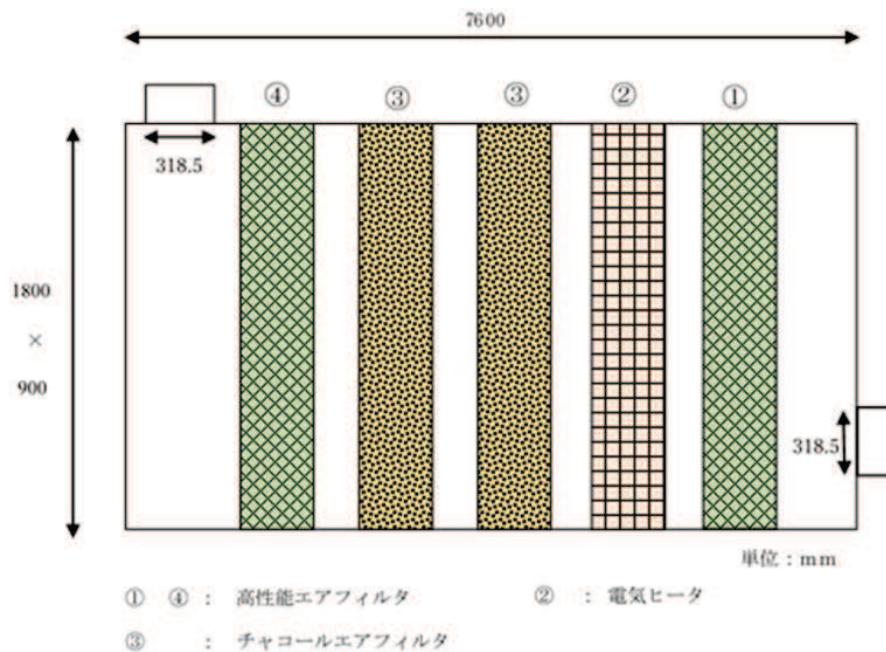 7600
④ ③ ③ ② ①
318.5
1800
×
900
318.5
単位：mm
① ④ ： 高性能エアフィルタ ② ： 電気ヒータ
③ ： チャコールエアフィルタ